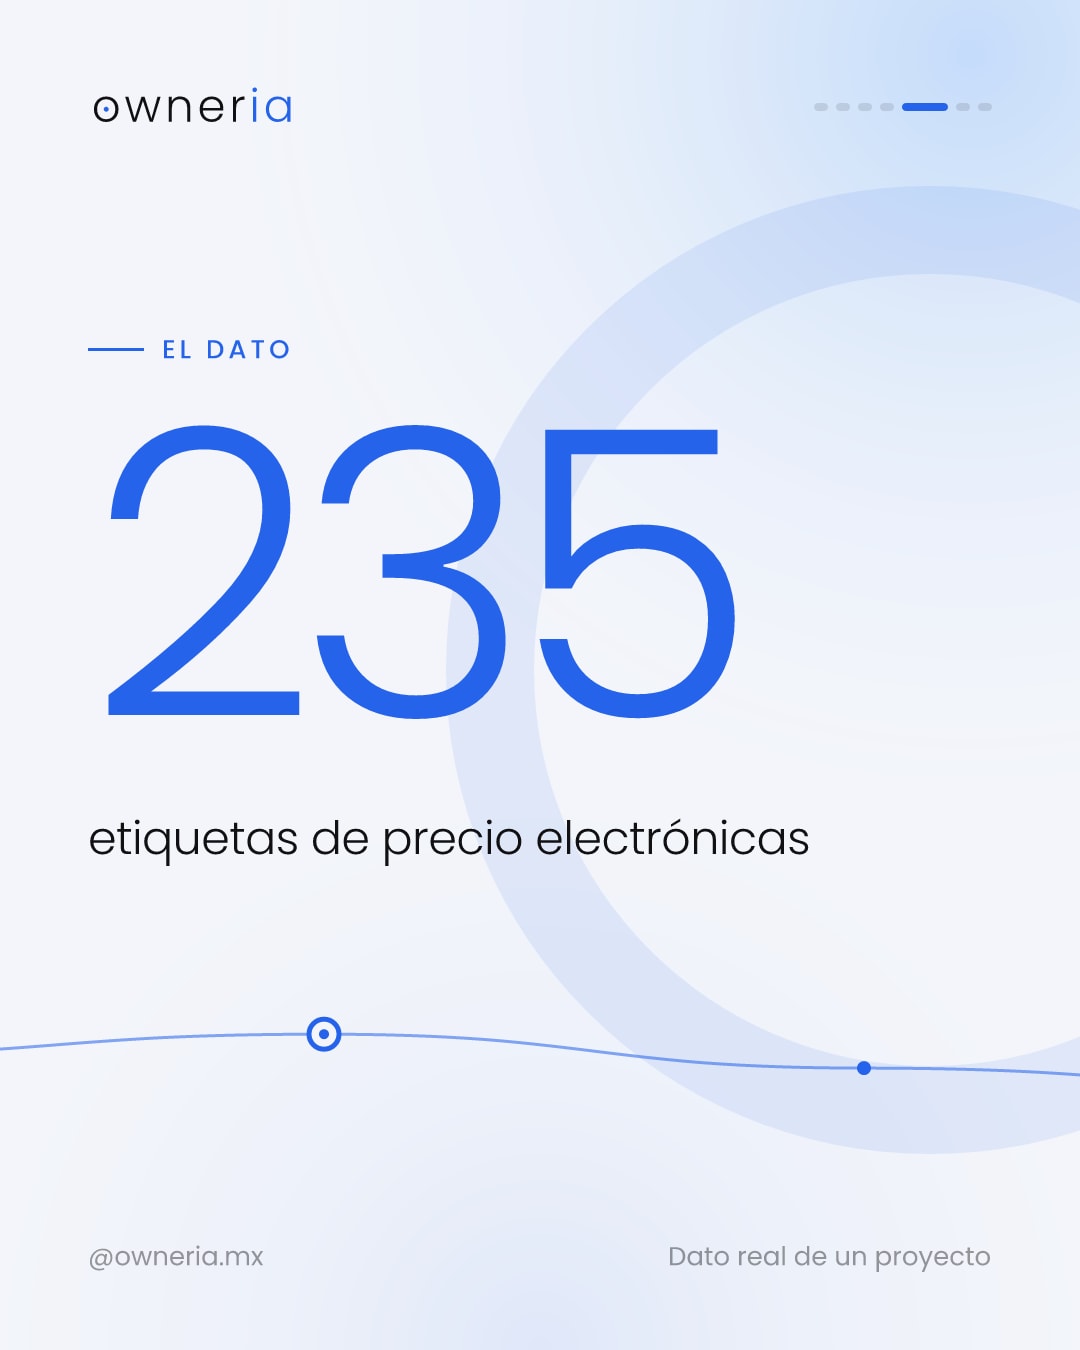 owneria
EL DATO
235
etiquetas de precio electrónicas
@owneria.mx
Dato real de un proyecto